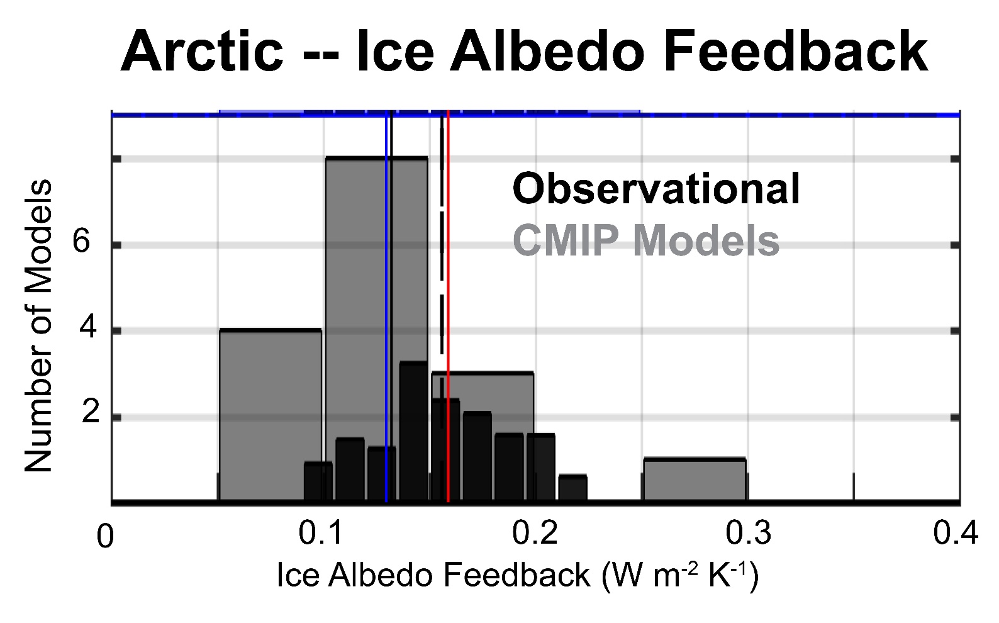 Arctic -- Ice Albedo Feedback
Observational
CMIP Models
Number of Models
6
4
2
0
0.1
0.2
0.3
0.4
Ice Albedo Feedback (W m⁻² K⁻¹)